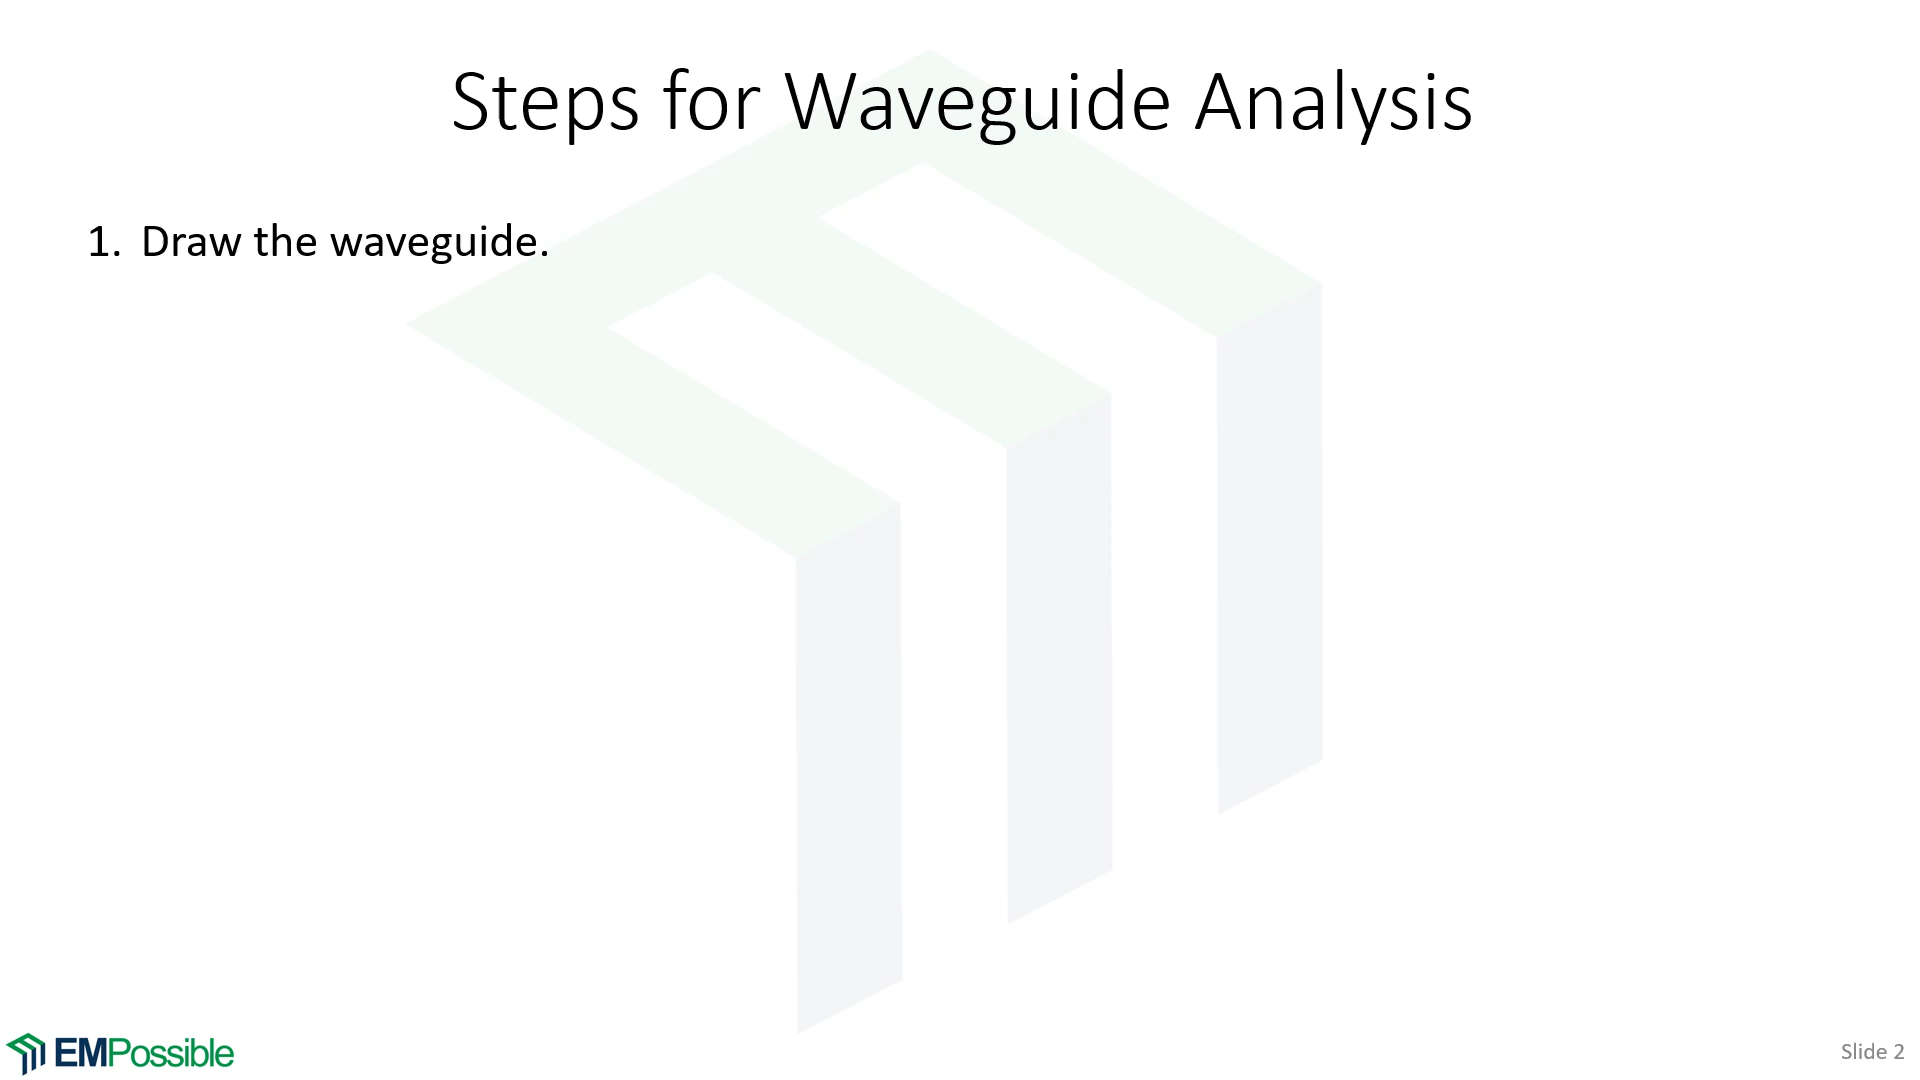 Steps for Waveguide Analysis
1. Draw the waveguide.
EMPossible
Slide 2